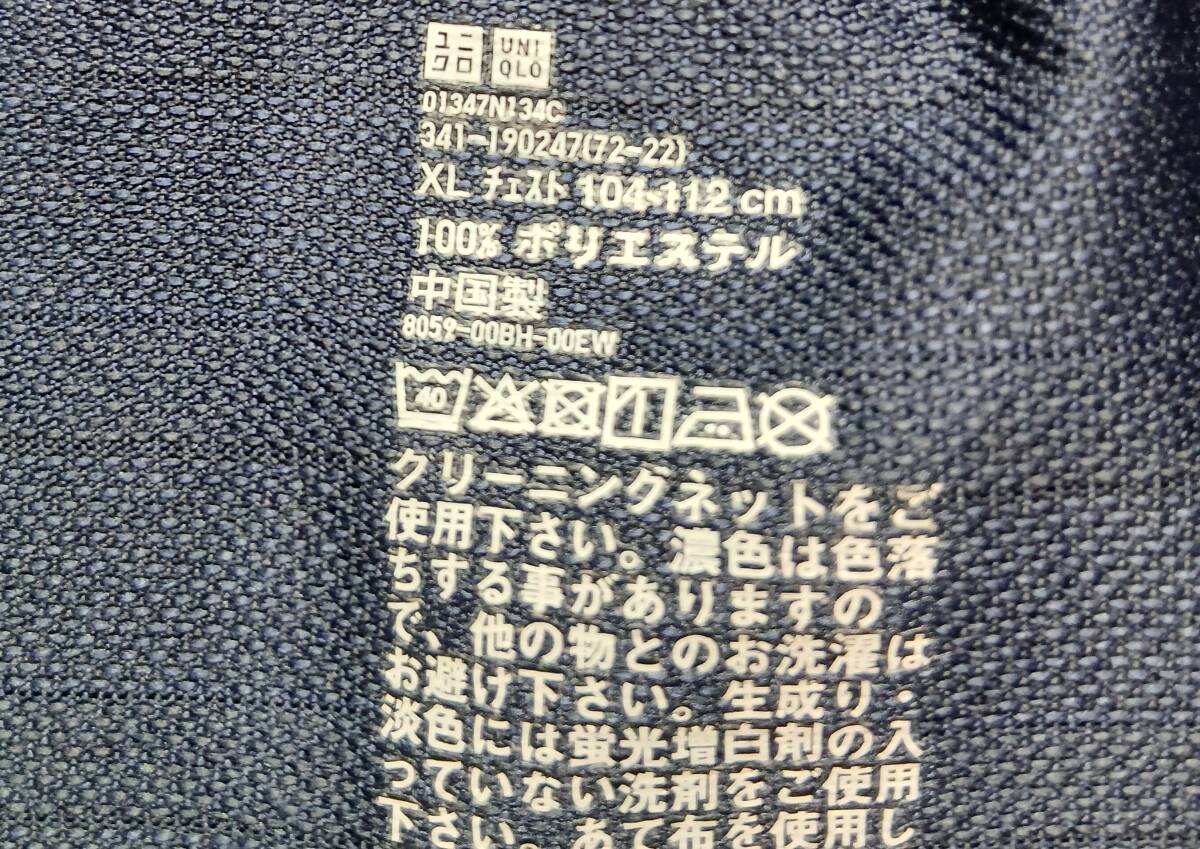 ユニクロ UNIQLO
01347N134C
341-190247(72-22)
XL チェスト 104-112 cm
100% ポリエステル
中国製
8059-00BH-00EW
40
クリーニングネットをご
使用下さい。濃色は色落
ちする事がありますの
で、他の物とのお洗濯は
お避け下さい。生成り・
淡色には蛍光増白剤の入
っていない洗剤をご使用
下さい。あて布を使用し